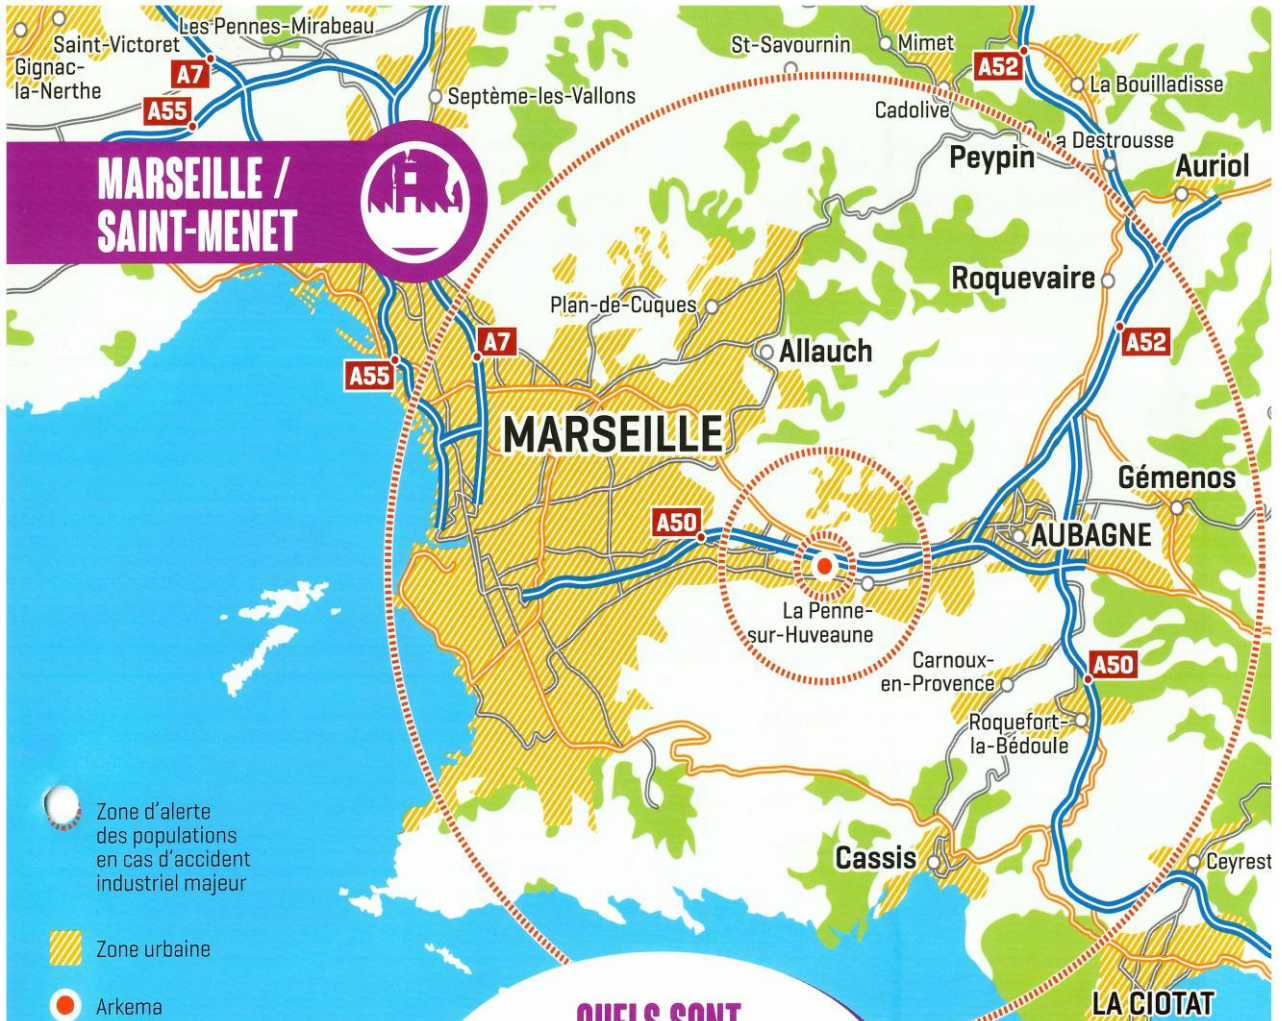 Les Pennes-Mirabeau
Saint-Victoret
Gignac-
la-Nerthe
A7
A55
Septème-les-Vallons
St-Savournin
Mimet
A52
La Bouilladisse
Cadolive
La Destrousse
Peypin
Auriol
MARSEILLE /
SAINT-MENET
Roquevaire
Plan-de-Cuques
A7
A52
Allauch
A55
MARSEILLE
Gémenos
A50
AUBAGNE
La Penne-
sur-Huveaune
Carnoux-
en-Provence
A50
Roquefort-
la-Bédoule
Zone d'alerte
des populations
en cas d'accident
industriel majeur
Cassis
Ceyrest
Zone urbaine
Arkema
QUELS SONT
LA CIOTAT